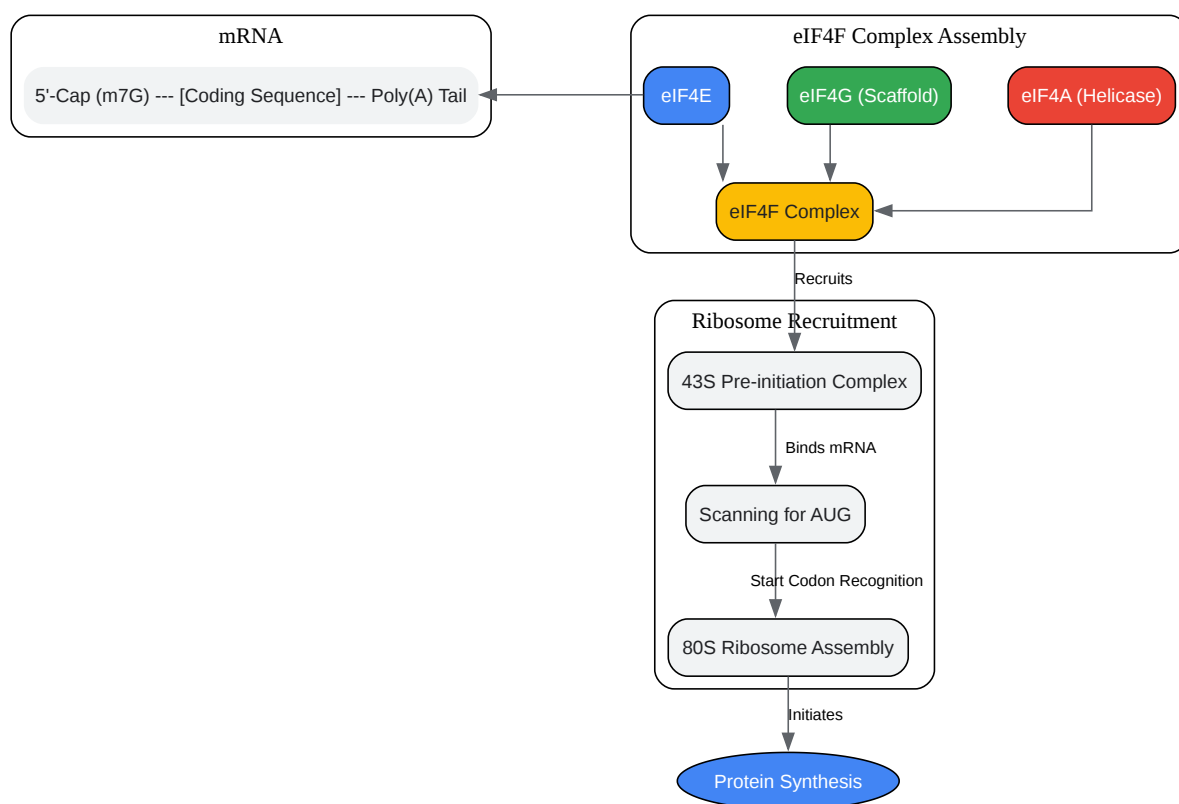 mRNA
5'-Cap (m7G) --- [Coding Sequence] --- Poly(A) Tail
eIF4F Complex Assembly
eIF4E
eIF4G (Scaffold)
eIF4A (Helicase)
eIF4F Complex
Recruits
Ribosome Recruitment
43S Pre-initiation Complex
Binds mRNA
Scanning for AUG
Start Codon Recognition
80S Ribosome Assembly
Initiates
Protein Synthesis